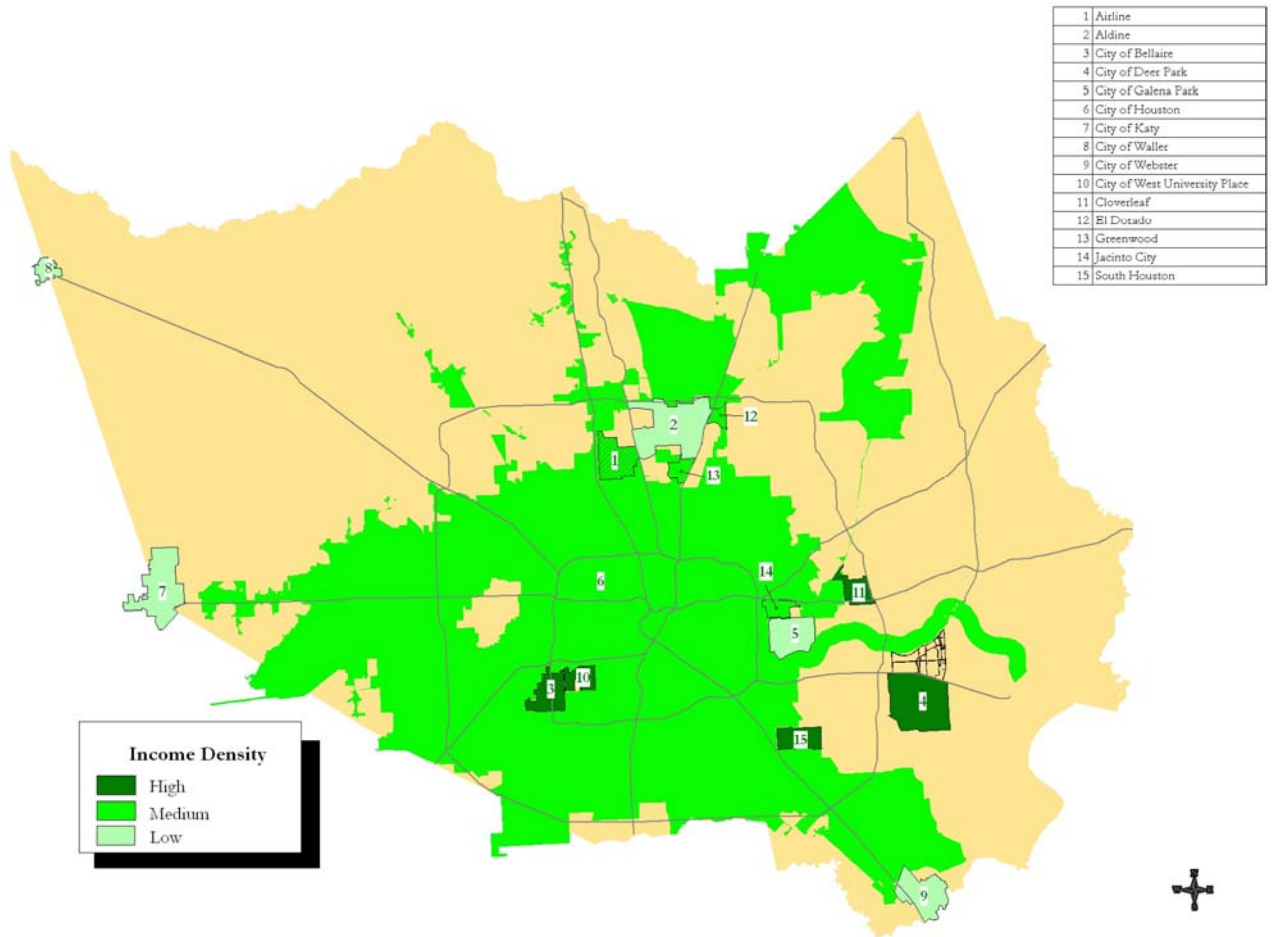 1 Airline
2 Aldine
3 City of Bellaire
4 City of Deer Park
5 City of Galena Park
6 City of Houston
7 City of Katy
8 City of Waller
9 City of Webster
10 City of West University Place
11 Cloverleaf
12 El Dorado
13 Greenwood
14 Jacinto City
15 South Houston
8
12
2
1
13
14
6
7
11
5
10
3
4
15
Income Density
High
Medium
Low
9
N
W E
S